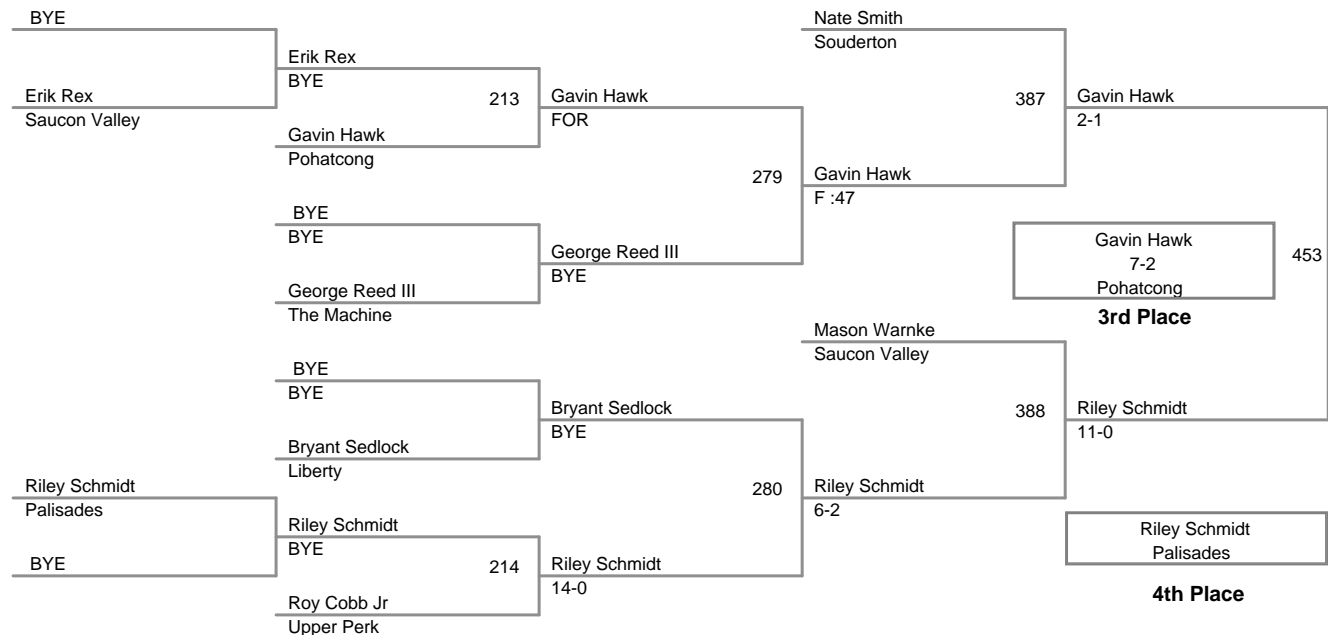 BYE
Nate Smith
Souderton
Erik Rex
BYE
Erik Rex
Saucon Valley
213
Gavin Hawk
FOR
387
Gavin Hawk
2-1
Gavin Hawk
Pohatcong
279
Gavin Hawk
F :47
BYE
BYE
George Reed III
BYE
Gavin Hawk
7-2
Pohatcong
453
George Reed III
The Machine
3rd Place
Mason Warnke
Saucon Valley
BYE
BYE
Bryant Sedlock
BYE
388
Riley Schmidt
11-0
Bryant Sedlock
Liberty
Riley Schmidt
Palisades
280
Riley Schmidt
6-2
Riley Schmidt
BYE
Riley Schmidt
Palisades
BYE
214
Riley Schmidt
14-0
4th Place
Roy Cobb Jr
Upper Perk